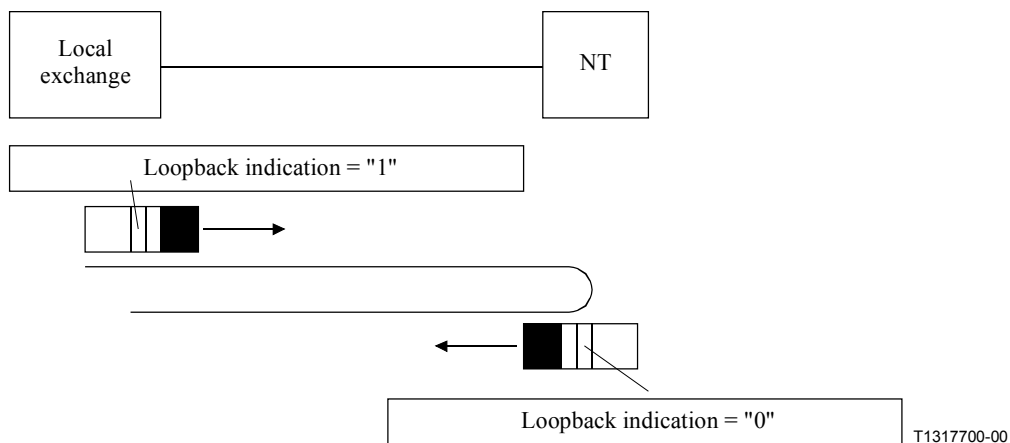 Local
exchange
NT
Loopback indication = "1"
Loopback indication = "0"
T1317700-00